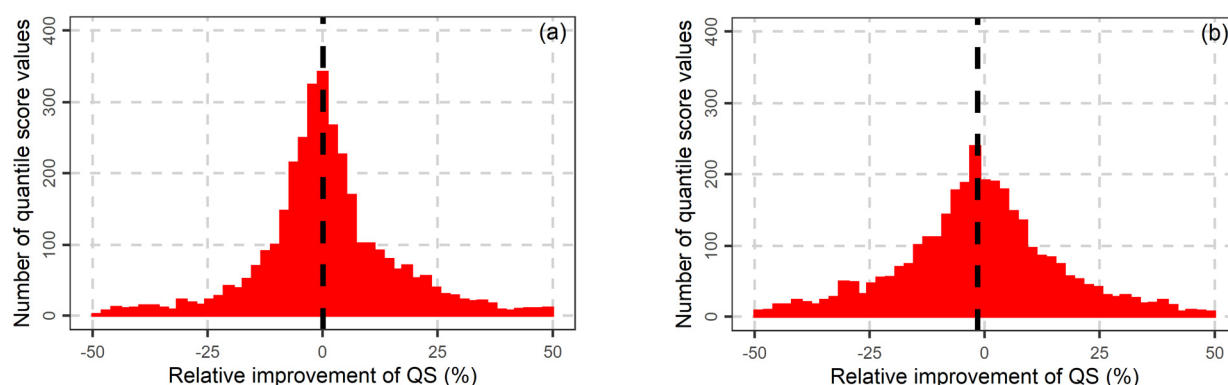 400
300
200
100
0
Number of quantile score values
(a)
-50 -25 0 25 50
Relative improvement of QS (%)
400
300
200
100
0
Number of quantile score values
(b)
-50 -25 0 25 50
Relative improvement of QS (%)